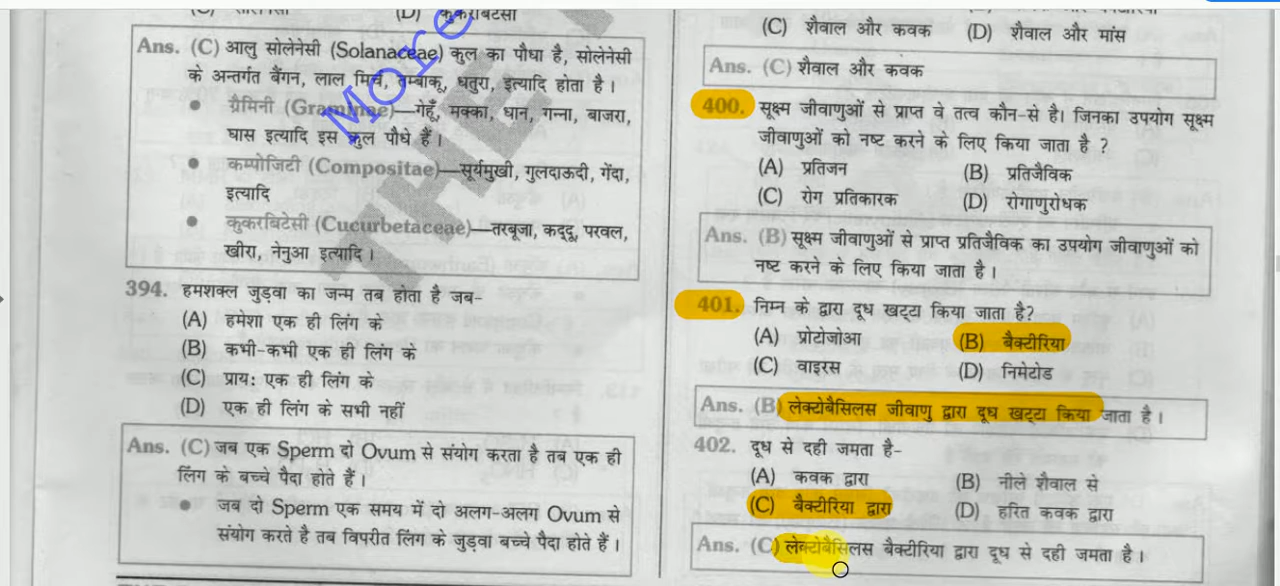 (D) कुकरबिटेसी
Ans. (C) आलु सोलेनेसी (Solanaceae) कुल का पौधा है, सोलेनेसी
के अन्तर्गत बैंगन, लाल मिर्च, तम्बाकू, धतुरा, इत्यादि होता है।
• ग्रैमिनी (Graminae)—गेहूँ, मक्का, धान, गन्ना, बाजरा,
घास इत्यादि इस कुल पौधे हैं।
• कम्पोजिटी (Compositae)—सूर्यमुखी, गुलदाऊदी, गेंदा,
इत्यादि
• कुकरबिटेसी (Cucurbetaceae)—तरबूजा, कद्दू, परवल,
खीरा, नेनुआ इत्यादि।
More
THE
394. हमशक्ल जुड़वा का जन्म तब होता है जब-
(A) हमेशा एक ही लिंग के
(B) कभी-कभी एक ही लिंग के
(C) प्राय: एक ही लिंग के
(D) एक ही लिंग के सभी नहीं
Ans. (C) जब एक Sperm दो Ovum से संयोग करता है तब एक ही
लिंग के बच्चे पैदा होते हैं।
• जब दो Sperm एक समय में दो अलग-अलग Ovum से
संयोग करते है तब विपरीत लिंग के जुड़वा बच्चे पैदा होते हैं।
(C) शैवाल और कवक (D) शैवाल और मांस
Ans. (C) शैवाल और कवक
400. सूक्ष्म जीवाणुओं से प्राप्त वे तत्व कौन-से है। जिनका उपयोग सूक्ष्म
जीवाणुओं को नष्ट करने के लिए किया जाता है ?
(A) प्रतिजन (B) प्रतिजैविक
(C) रोग प्रतिकारक (D) रोगाणुरोधक
Ans. (B) सूक्ष्म जीवाणुओं से प्राप्त प्रतिजैविक का उपयोग जीवाणुओं को
नष्ट करने के लिए किया जाता है।
401. निम्न के द्वारा दूध खट्टा किया जाता है?
(A) प्रोटोजोआ (B) बैक्टीरिया
(C) वाइरस (D) निमेटोड
Ans. (B) लेक्टोबैसिलस जीवाणु द्वारा दूध खट्टा किया जाता है।
402. दूध से दही जमता है-
(A) कवक द्वारा (B) नीले शैवाल से
(C) बैक्टीरिया द्वारा (D) हरित कवक द्वारा
Ans. (C) लेक्टोबैसिलस बैक्टीरिया द्वारा दूध से दही जमता है।